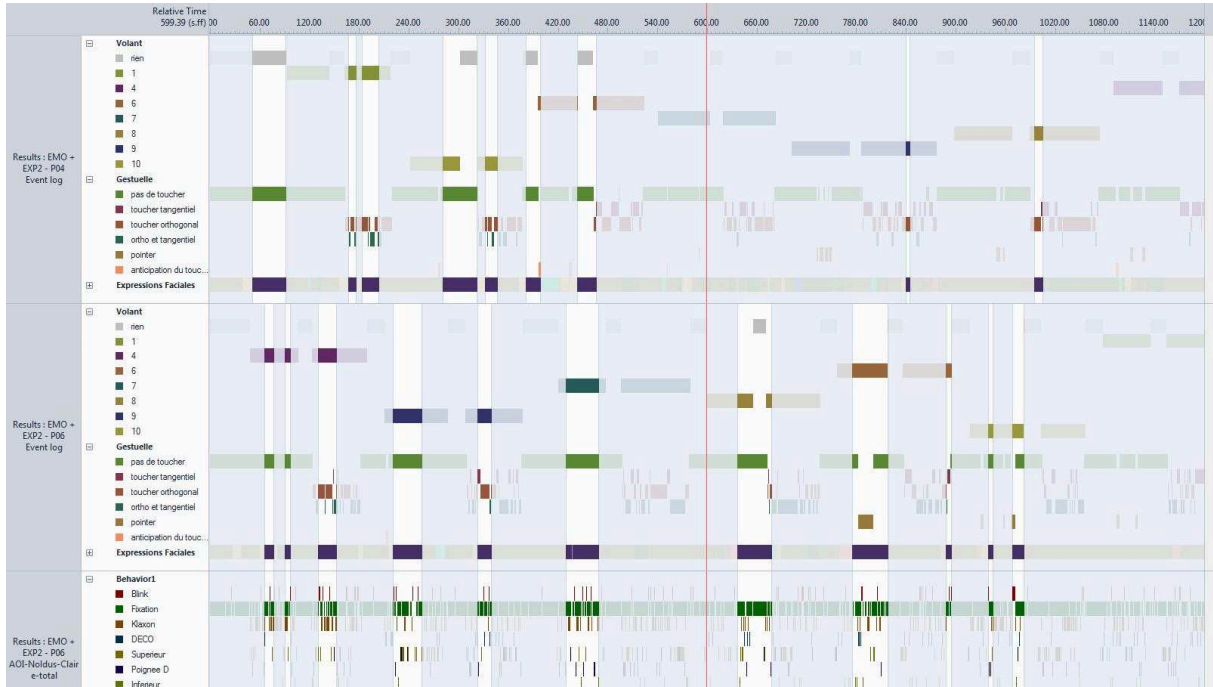 Relative Time
599.39 (s.ff)
:00 60.00 120.00 180.00 240.00 300.00 360.00 420.00 480.00 540.00 600.00 660.00 720.00 780.00 840.00 900.00 960.00 1020.00 1080.00 1140.00 1200
Results : EMO + EXP2 - P04 Event log
Volant
rien
1
4
6
7
8
9
10
Gestuelle
pas de toucher
toucher tangentiel
toucher orthogonal
ortho et tangentiel
pointer
anticipation du touc...
Expressions Faciales
Results : EMO + EXP2 - P06 Event log
Volant
rien
1
4
6
7
8
9
10
Gestuelle
pas de toucher
toucher tangentiel
toucher orthogonal
ortho et tangentiel
pointer
anticipation du touc...
Expressions Faciales
Results : EMO + EXP2 - P06 AOI-Noldus-Claire-total
Behavior1
Blink
Fixation
Klaxon
DECO
Superieur
Poignee D
Inferieur